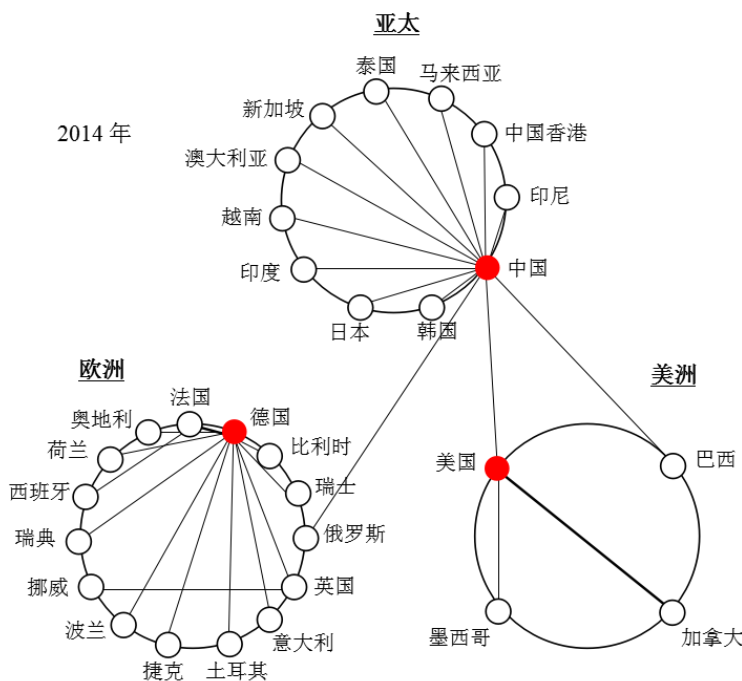 亚太
泰国
马来西亚
新加坡
2014 年
中国香港
澳大利亚
印尼
越南
印度
中国
日本
韩国
欧洲
美洲
法国
德国
奥地利
比利时
荷兰
美国
巴西
西班牙
瑞士
瑞典
俄罗斯
挪威
英国
波兰
意大利
墨西哥
加拿大
捷克
土耳其